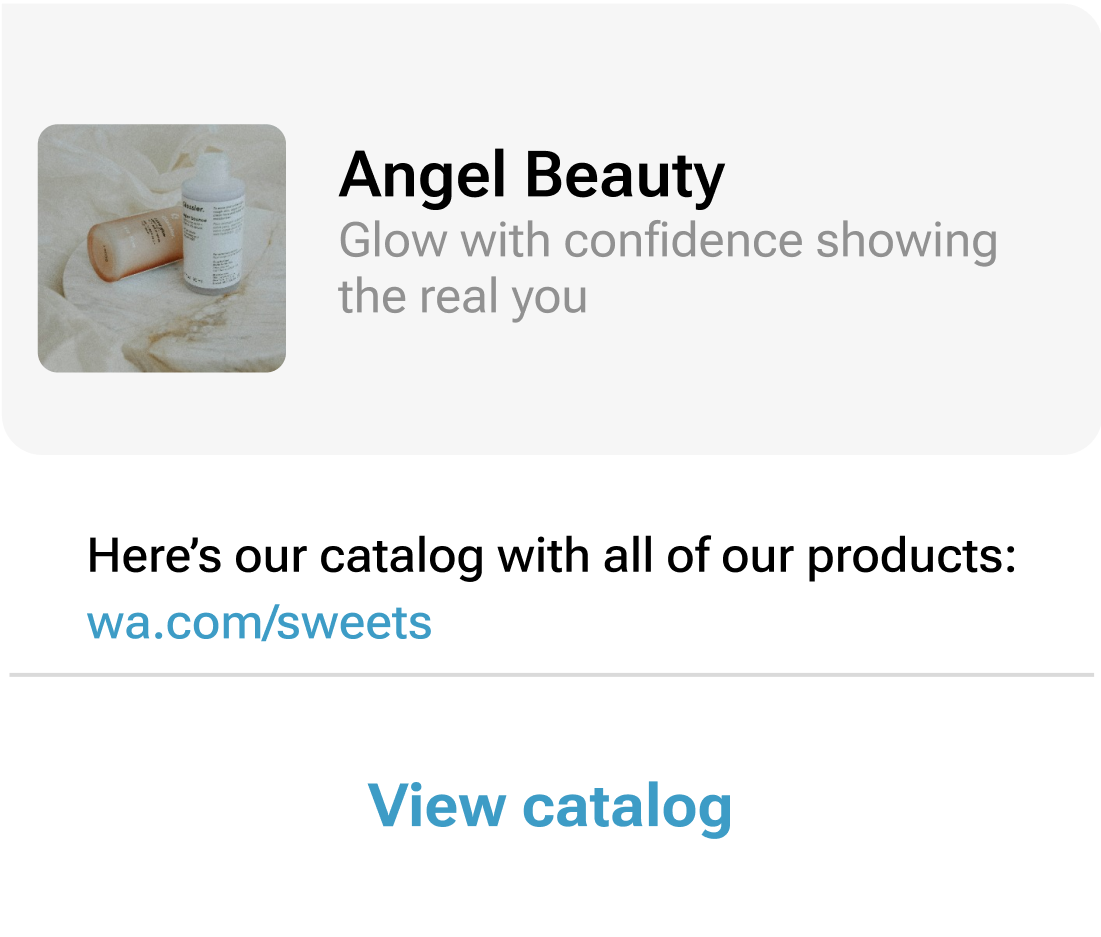 Angel Beauty
Glow with confidence showing
the real you
Glossier.
Here’s our catalog with all of our products:
wa.com/sweets
View catalog